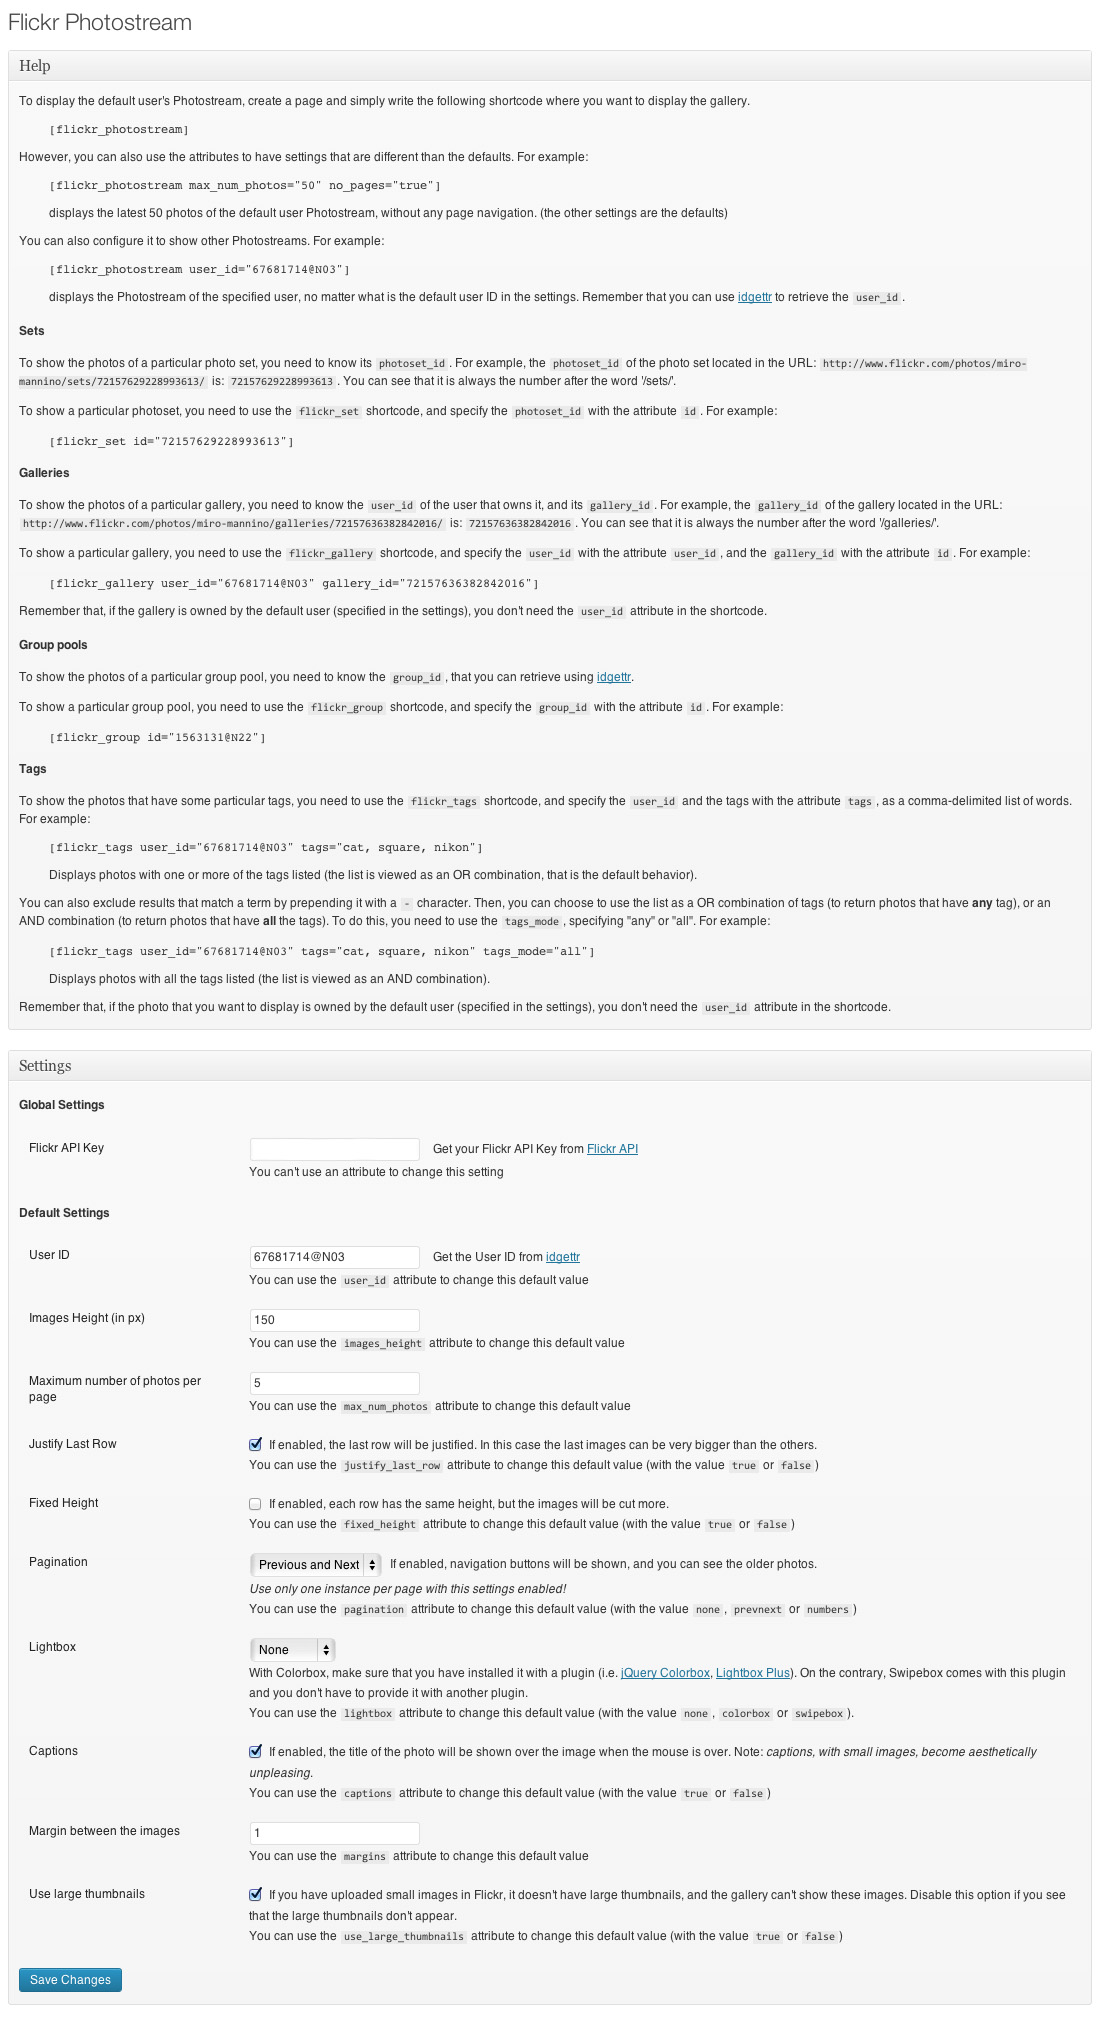 Flickr Photostream
Help
To display the default user's Photostream, create a page and simply write the following shortcode where you want to display the gallery.
[flickr_photostream]
However, you can also use the attributes to have settings that are different than the defaults. For example:
[flickr_photostream max_num_photos="50" no_pages="true"]
displays the latest 50 photos of the default user Photostream, without any page navigation. (the other settings are the defaults)
You can also configure it to show other Photostreams. For example:
[flickr_photostream user_id="67681714@N03"]
displays the Photostream of the specified user, no matter what is the default user ID in the settings. Remember that you can use idgettr to retrieve the user_id .
Sets
To show the photos of a particular photo set, you need to know its photoset_id . For example, the photoset_id of the photo set located in the URL: http://www.flickr.com/photos/miro-
mannino/sets/72157629228993613/ is: 72157629228993613 . You can see that it is always the number after the word '/sets/'.
To show a particular photoset, you need to use the flickr_set shortcode, and specify the photoset_id with the attribute id . For example:
[flickr_set id="72157629228993613"]
Galleries
To show the photos of a particular gallery, you need to know the user_id of the user that owns it, and its gallery_id . For example, the gallery_id of the gallery located in the URL:
http://www.flickr.com/photos/miro-mannino/galleries/72157636382842016/ is: 72157636382842016 . You can see that it is always the number after the word '/galleries/'.
To show a particular gallery, you need to use the flickr_gallery shortcode, and specify the user_id with the attribute user_id , and the gallery_id with the attribute id . For example:
[flickr_gallery user_id="67681714@N03" gallery_id="72157636382842016"]
Remember that, if the gallery is owned by the default user (specified in the settings), you don't need the user_id attribute in the shortcode.
Group pools
To show the photos of a particular group pool, you need to know the group_id , that you can retrieve using idgettr.
To show a particular group pool, you need to use the flickr_group shortcode, and specify the group_id with the attribute id . For example:
[flickr_group id="1563131@N22"]
Tags
To show the photos that have some particular tags, you need to use the flickr_tags shortcode, and specify the user_id and the tags with the attribute tags , as a comma-delimited list of words.
For example:
[flickr_tags user_id="67681714@N03" tags="cat, square, nikon"]
Displays photos with one or more of the tags listed (the list is viewed as an OR combination, that is the default behavior).
You can also exclude results that match a term by prepending it with a - character. Then, you can choose to use the list as a OR combination of tags (to return photos that have any tag), or an
AND combination (to return photos that have all the tags). To do this, you need to use the tags_mode , specifying "any" or "all". For example:
[flickr_tags user_id="67681714@N03" tags="cat, square, nikon" tags_mode="all"]
Displays photos with all the tags listed (the list is viewed as an AND combination).
Remember that, if the photo that you want to display is owned by the default user (specified in the settings), you don't need the user_id attribute in the shortcode.
Settings
Global Settings
Flickr API Key Get your Flickr API Key from Flickr API
You can't use an attribute to change this setting
Default Settings
User ID 67681714@N03 Get the User ID from idgettr
You can use the user_id attribute to change this default value
Images Height (in px) 150
You can use the images_height attribute to change this default value
Maximum number of photos per
page
5
You can use the max_num_photos attribute to change this default value
Justify Last Row If enabled, the last row will be justified. In this case the last images can be very bigger than the others.
You can use the justify_last_row attribute to change this default value (with the value true or false )
Fixed Height If enabled, each row has the same height, but the images will be cut more.
You can use the fixed_height attribute to change this default value (with the value true or false )
Pagination Previous and Next If enabled, navigation buttons will be shown, and you can see the older photos.
Use only one instance per page with this settings enabled!
You can use the pagination attribute to change this default value (with the value none , prevnext or numbers )
Lightbox None
With Colorbox, make sure that you have installed it with a plugin (i.e. jQuery Colorbox, Lightbox Plus). On the contrary, Swipebox comes with this plugin
and you don't have to provide it with another plugin.
You can use the lightbox attribute to change this default value (with the value none , colorbox or swipebox ).
Captions If enabled, the title of the photo will be shown over the image when the mouse is over. Note: captions, with small images, become aesthetically
unpleasing.
You can use the captions attribute to change this default value (with the value true or false )
Margin between the images 1
You can use the margins attribute to change this default value
Use large thumbnails If you have uploaded small images in Flickr, it doesn't have large thumbnails, and the gallery can't show these images. Disable this option if you see
that the large thumbnails don't appear.
You can use the use_large_thumbnails attribute to change this default value (with the value true or false )
Save Changes